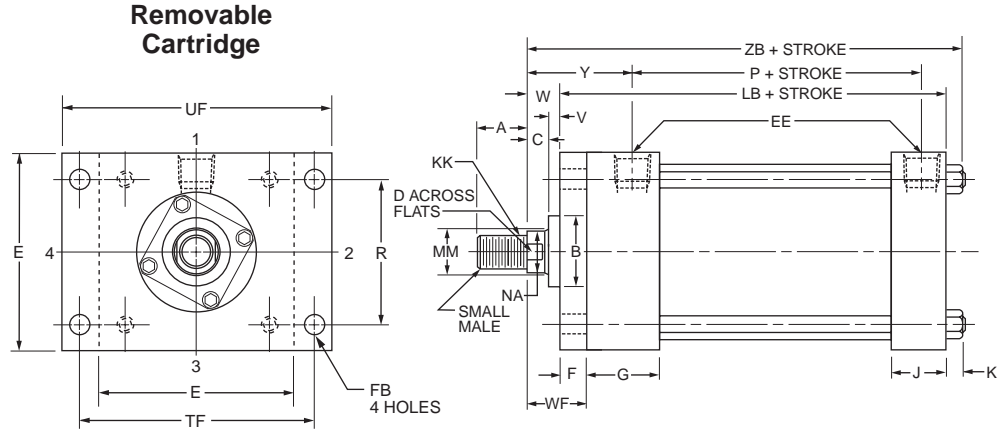 Removable
Cartridge
ZB + STROKE
Y
P + STROKE
W
LB + STROKE
UF
V
A
C
EE
1
KK
D ACROSS
FLATS
E
4
2
R
MM
B
NA
SMALL
MALE
3
E
FB
4 HOLES
TF
F
G
J
K
WF